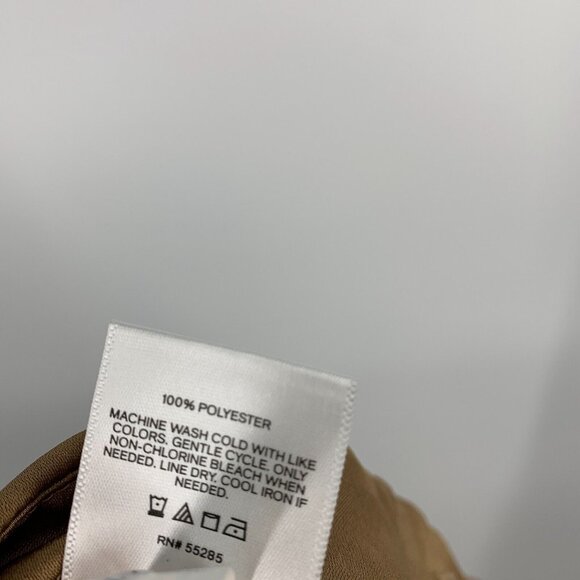 100% POLYESTER
MACHINE WASH COLD WITH LIKE
COLORS. GENTLE CYCLE. ONLY
NON-CHLORINE BLEACH WHEN
NEEDED. LINE DRY. COOL IRON IF
NEEDED.
RN# 55285